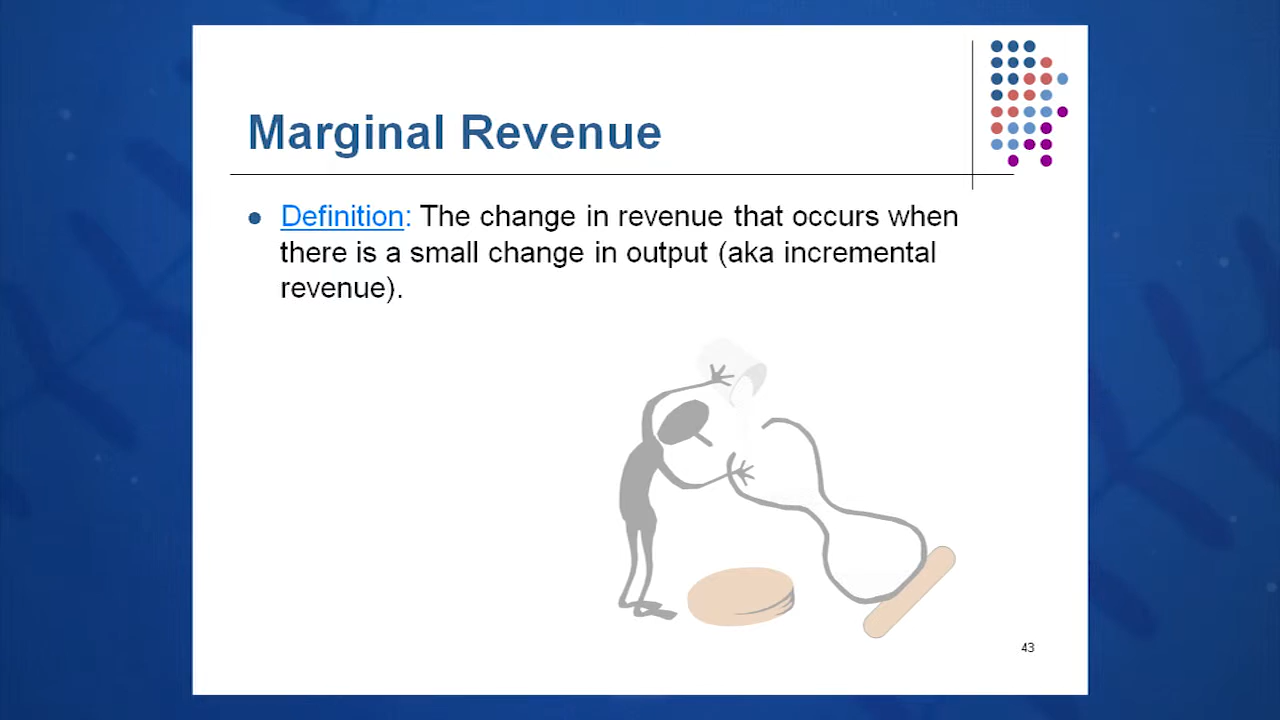 Marginal Revenue
Definition: The change in revenue that occurs when
there is a small change in output (aka incremental
revenue).
43